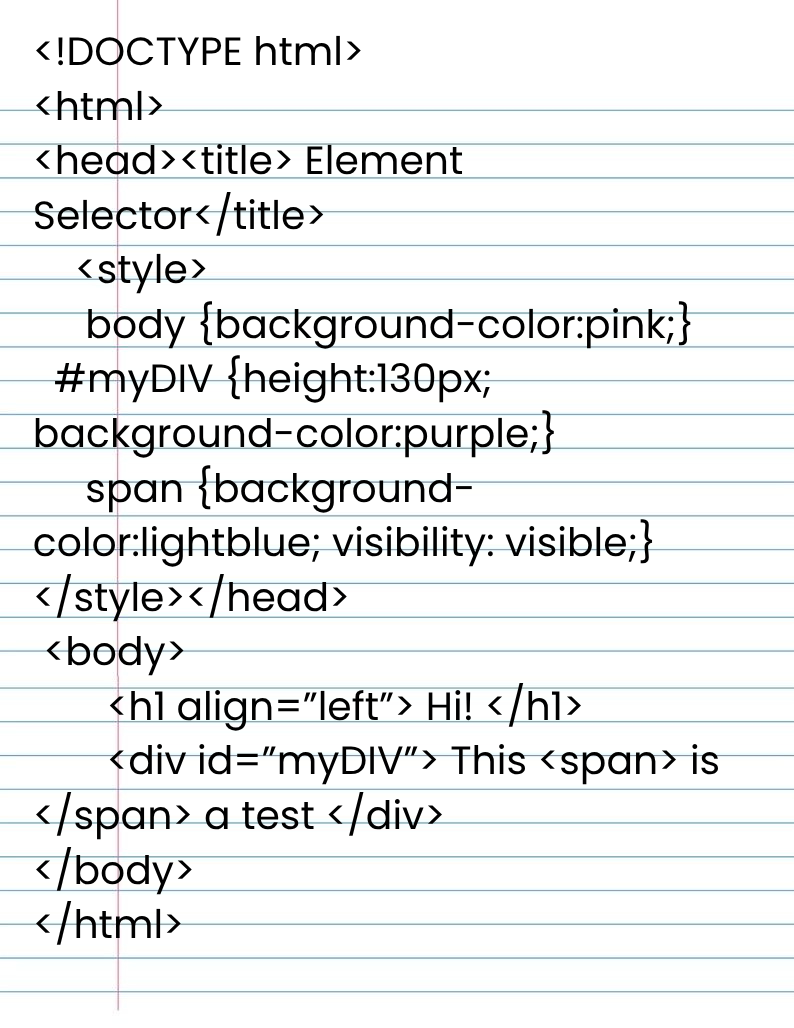 <!DOCTYPE html>
<html>
<head><title> Element
Selector</title>
<style>
body {background-color:pink;}
#myDIV {height:130px;
background-color:purple;}
span {background-
color:lightblue; visibility: visible;}
</style></head>
<body>
<h1 align=”left”> Hi! </h1>
<div id=”myDIV”> This <span> is
</span> a test </div>
</body>
</html>